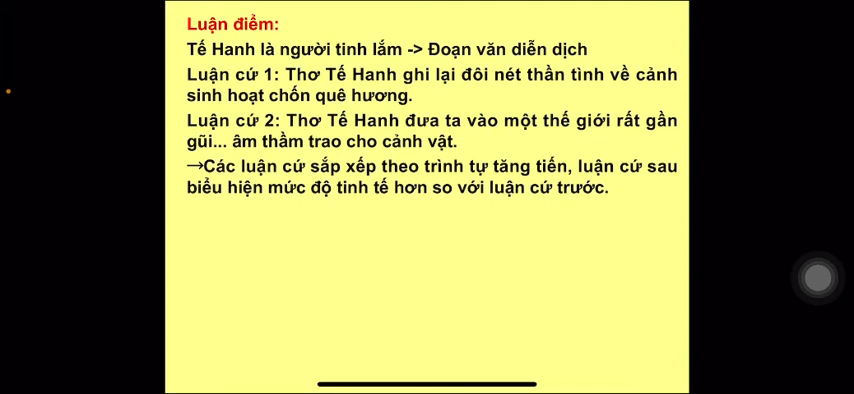 Luận điểm:
Tế Hanh là người tinh lắm -> Đoạn văn diễn dịch
Luận cứ 1: Thơ Tế Hanh ghi lại đôi nét thần tình về cảnh
sinh hoạt chốn quê hương.
Luận cứ 2: Thơ Tế Hanh đưa ta vào một thế giới rất gần
gũi... âm thầm trao cho cảnh vật.
→Các luận cứ sắp xếp theo trình tự tăng tiến, luận cứ sau
biểu hiện mức độ tinh tế hơn so với luận cứ trước.